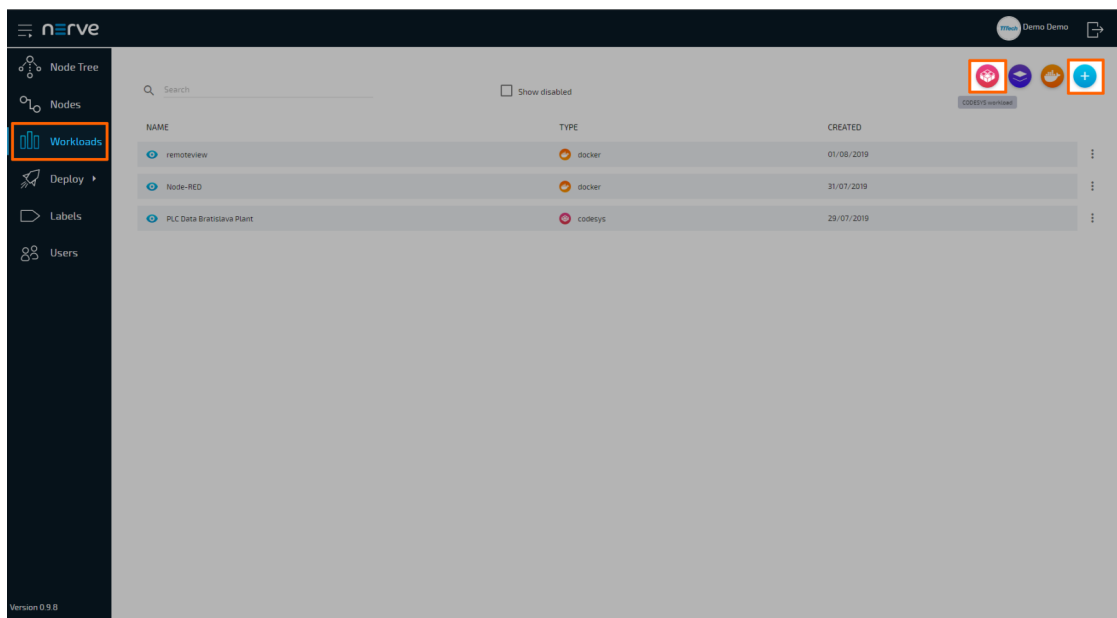 nerve
TTTech Demo Demo
Node Tree
Search
Show disabled
CODESYS workload
Nodes
NAME TYPE CREATED
Workloads
remoteview docker 01/08/2019
Deploy
Node-RED docker 31/07/2019
Labels
PLC Data Bratislava Plant codesys 29/07/2019
Users
Version 0.9.8